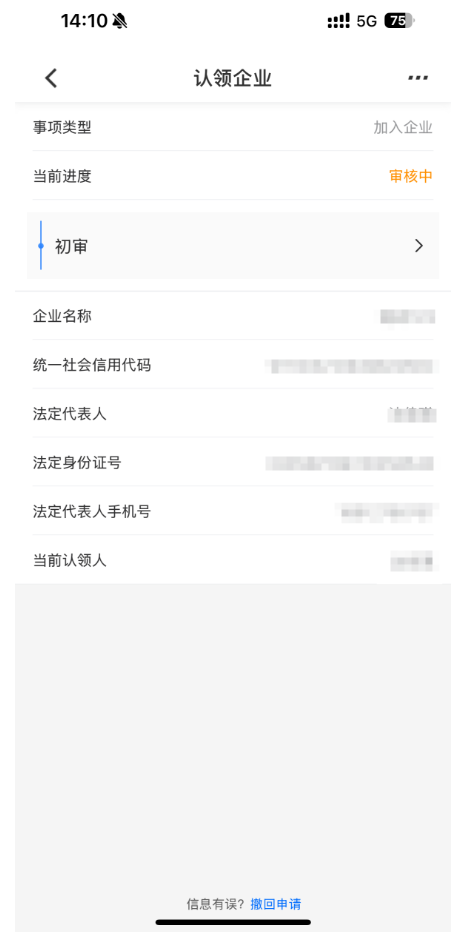 14:10
5G 75
认领企业
事项类型 加入企业
当前进度 审核中
初审
企业名称
统一社会信用代码
法定代表人
法定身份证号
法定代表人手机号
当前认领人
信息有误？撤回申请